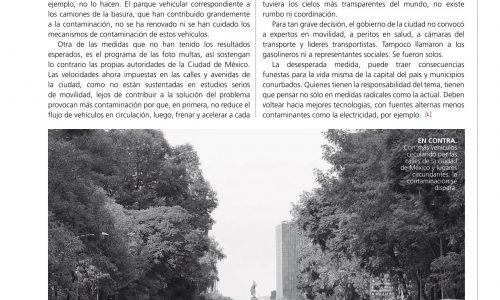 ejemplo, no lo hacen. El parque vehicular correspondiente a
los camiones de la basura, que han contribuido grandemente
a la contaminación, no se ha renovado ni se han cuidado los
mecanismos de contaminación de estos vehículos.
Otra de las medidas que no han tenido los resultados
esperados, es el programa de las foto multas, así sostengan
lo contrario las propias autoridades de la Ciudad de México.
Las velocidades ahora impuestas en las calles y avenidas de
la ciudad, como no están sustentadas en estudios serios
de movilidad, lejos de contribuir a la solución del problema
provocan más contaminación por que, en primera, no reduce el
flujo de vehículos en circulación, luego, frenar y acelerar a cada
tuviera los cielos más transparentes del mundo, no existe
rumbo ni coordinación.
Para tan grave decisión, el gobierno de la ciudad no convocó
a expertos en movilidad, a peritos en salud, a cámaras del
transporte y líderes transportistas. Tampoco llamaron a los
gasolineros ni a representantes sociales. Se fueron solos.
La desesperada medida, puede traer consecuencias
funestas para la vida misma de la capital del país y municipios
conurbados. Quienes tienen la responsabilidad del tema, tienen
que pensar no sólo en medidas radicales como la actual. Deben
voltear hacia mejores tecnologías, con fuentes alternas menos
contaminantes como la electricidad, por ejemplo.
EN CONTRA.
Con más vehículos
circulando por las
calles de la ciudad
de México y lugares
circundantes, la
contaminación se
dispara.